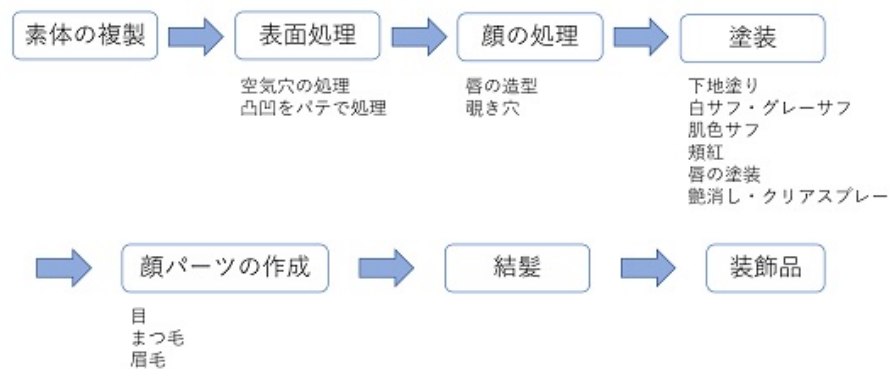 素体の複製
表面処理
空気穴の処理
凸凹をパテで処理
顔の処理
唇の造型
覗き穴
塗装
下地塗り
白サフ・グレーサフ
肌色サフ
頬紅
唇の塗装
艶消し・クリアスプレー
顔パーツの作成
目
まつ毛
眉毛
結髪
装飾品